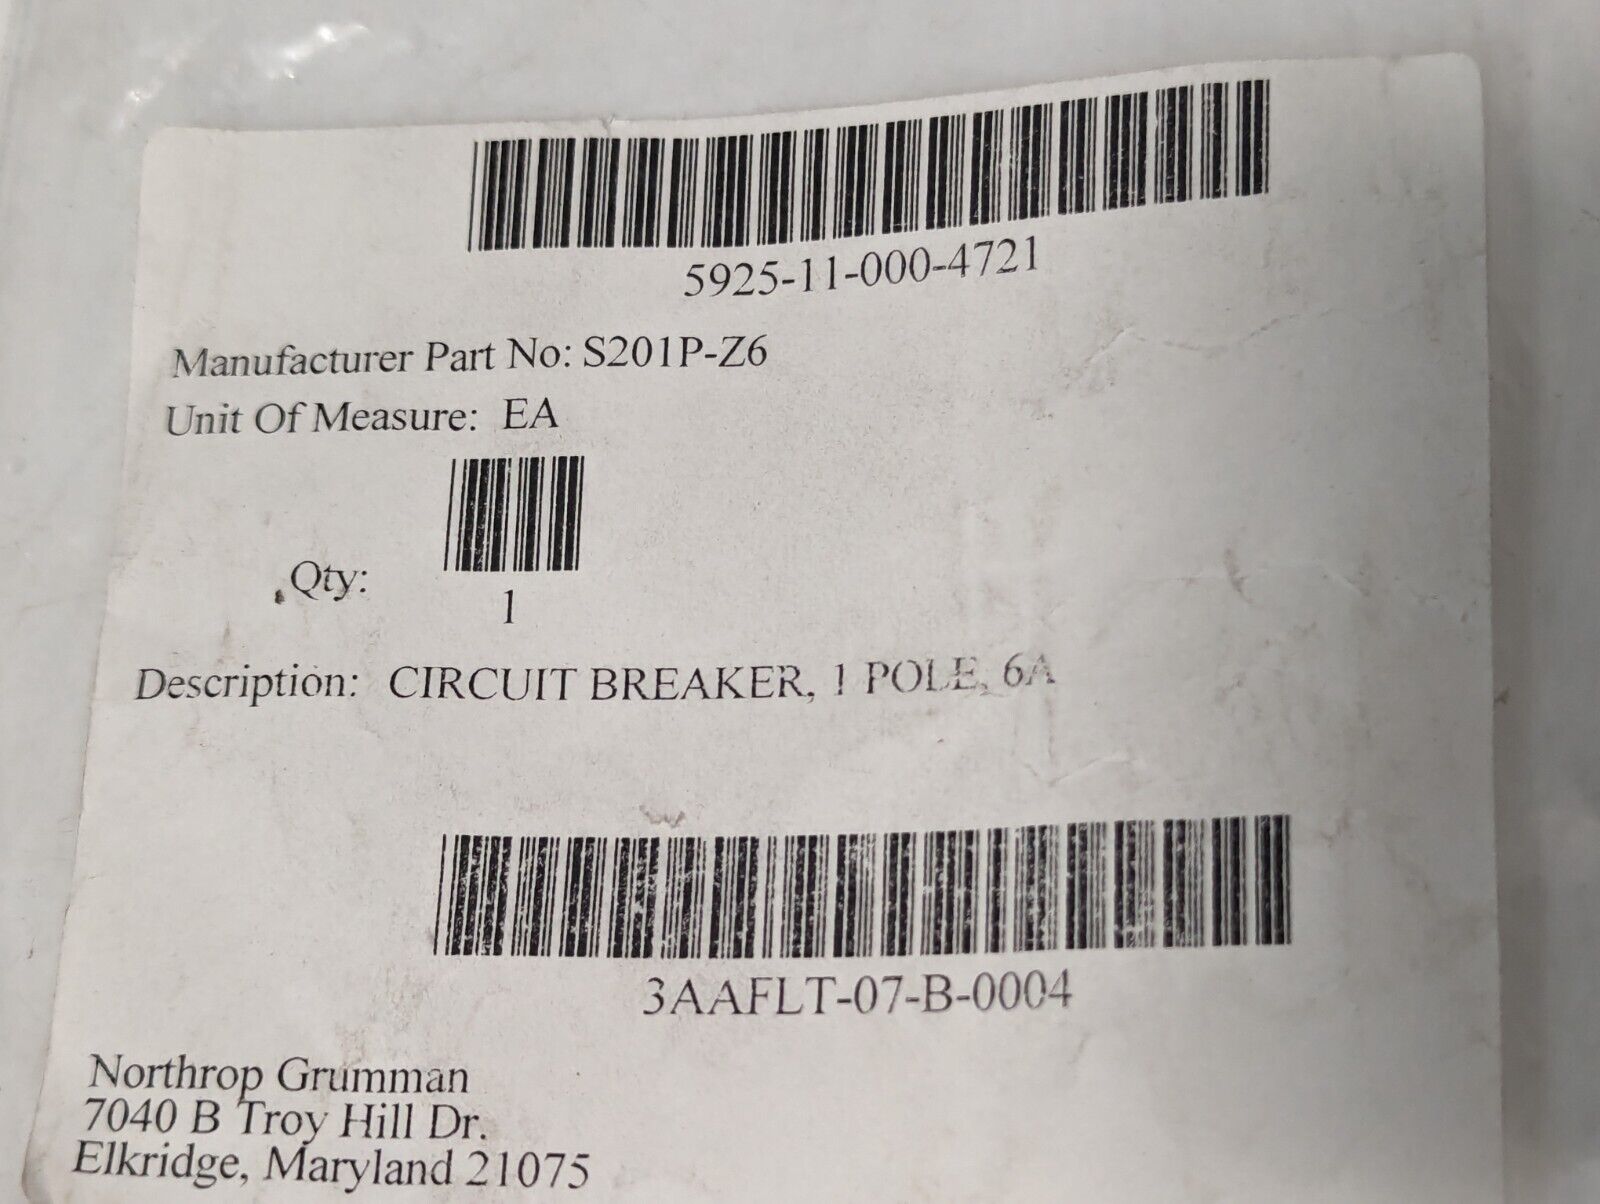 5925-11-000-4721
Manufacturer Part No: S201P-Z6
Unit Of Measure: EA
Qty:
1
Description: CIRCUIT BREAKER, 1 POLE, 6A
3AAFLT-07-B-0004
Northrop Grumman
7040 B Troy Hill Dr.
Elkridge, Maryland 21075